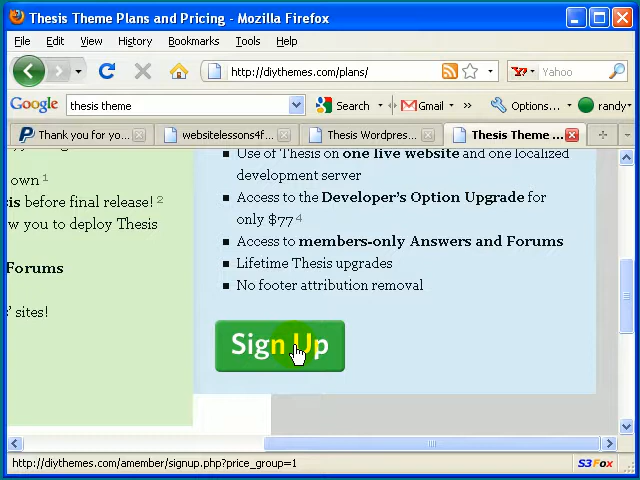 Thesis Theme Plans and Pricing - Mozilla Firefox
File Edit View History Bookmarks Tools Help
http://diythemes.com/plans/
Y! Yahoo
Google thesis theme Search Gmail » Options... randy
Thank you for yo... websitelessons4f... Thesis Wordpres... Thesis Theme ...
Use of Thesis on one live website and one localized
development server
Access to the Developer's Option Upgrade for
only $77 4
Access to members-only Answers and Forums
Lifetime Thesis upgrades
No footer attribution removal
own 1
is before final release! 2
w you to deploy Thesis
Forums
' sites!
Sign Up
http://diythemes.com/amember/signup.php?price_group=1
S3Fox